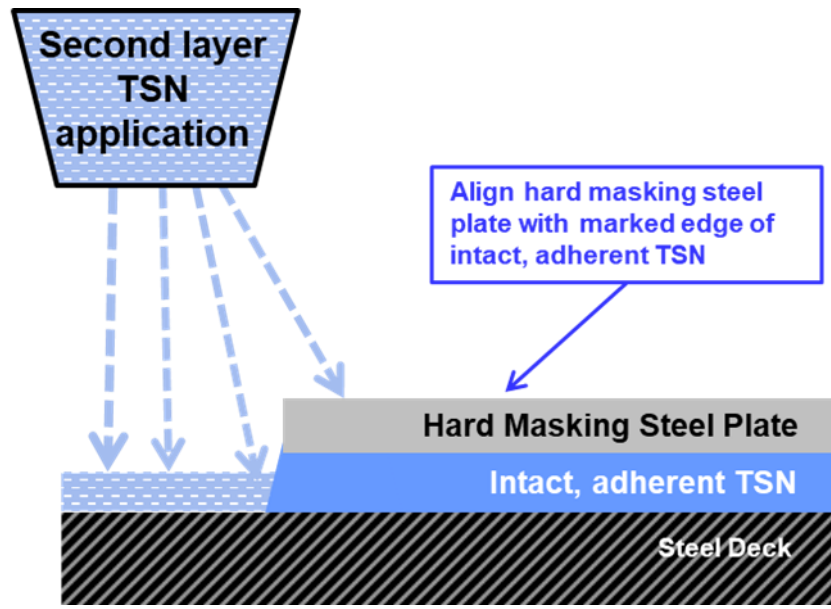 Second layer
TSN
application
Align hard masking steel
plate with marked edge of
intact, adherent TSN
Hard Masking Steel Plate
Intact, adherent TSN
Steel Deck